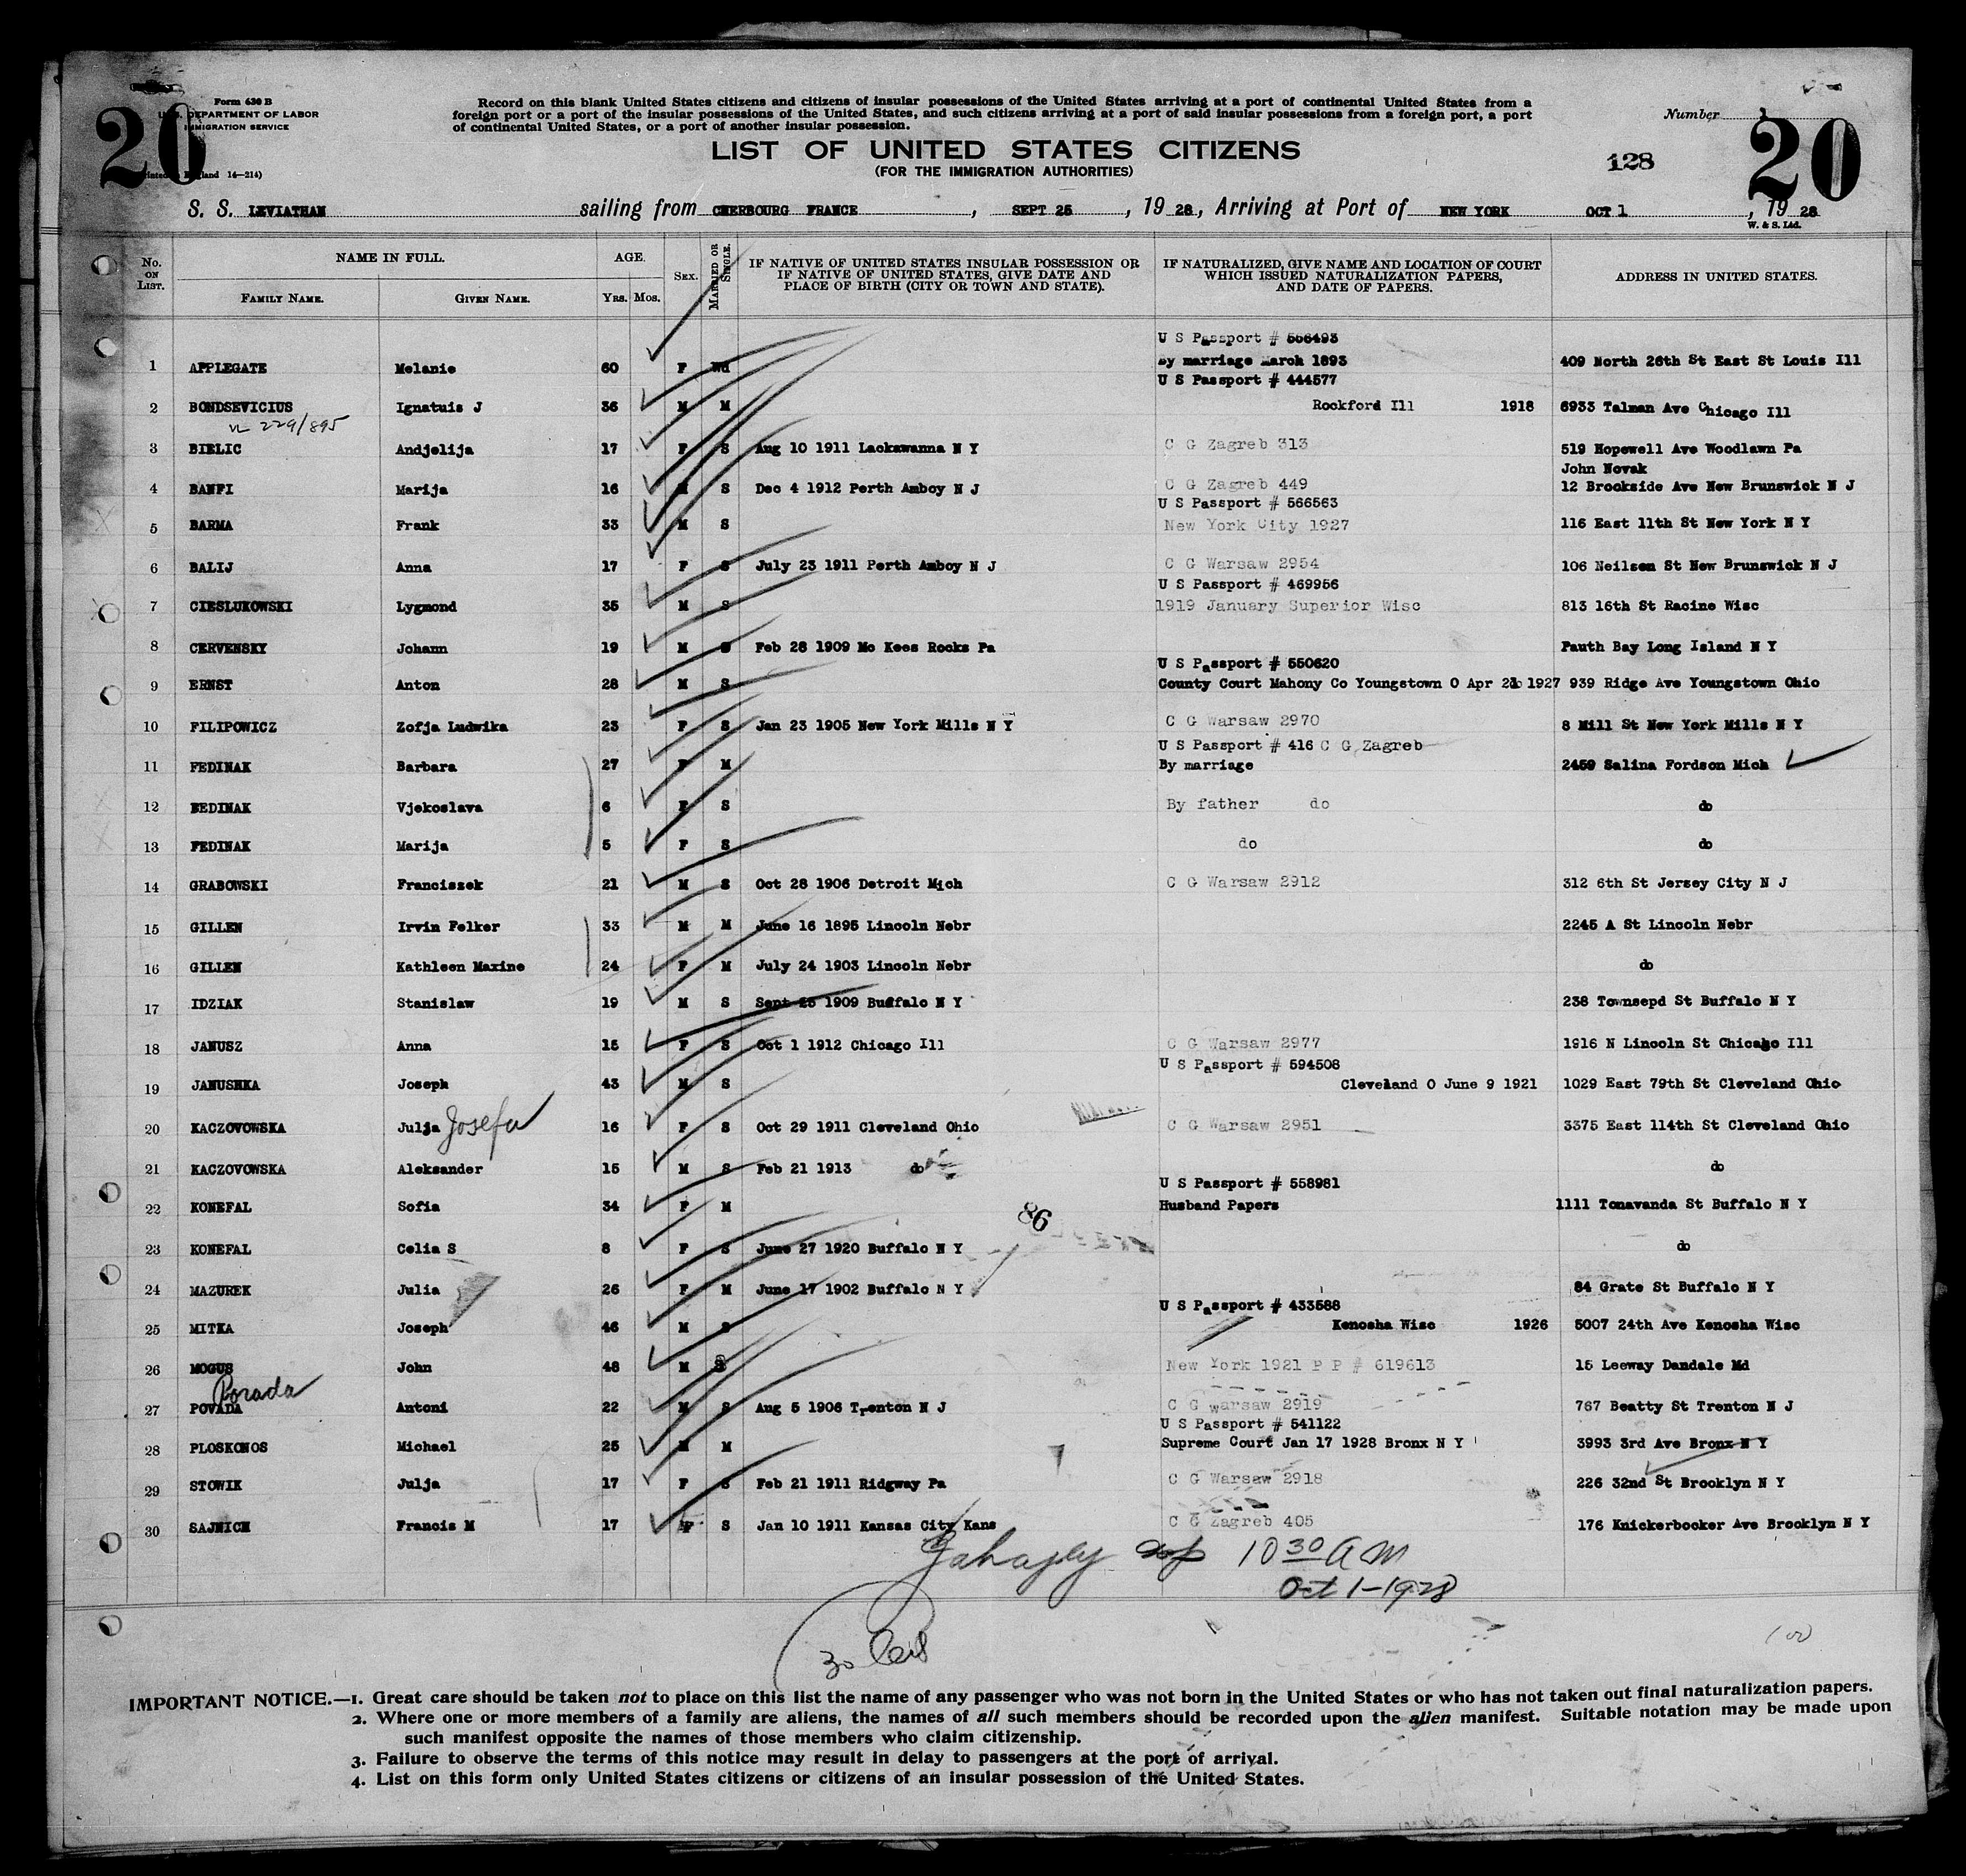 20
Form 630 B
U.S. DEPARTMENT OF LABOR
IMMIGRATION SERVICE
14—214)
Record on this blank United States citizens and citizens of insular possessions of the United States arriving at a port of continental United States from a
foreign port or a port of the insular possessions of the United States, and such citizens arriving at a port of said insular possessions from a foreign port, a port
of continental United States, or a port of another insular possession.
Number
20
LIST OF UNITED STATES CITIZENS
(FOR THE IMMIGRATION AUTHORITIES)
128
S. S. LEVIATHAN sailing from CHERBOURG FRANCE, SEPT 25, 19 28, Arriving at Port of NEW YORK OCT 1, 19 28
W. & S. Ltd.
No. ON LIST. NAME IN FULL. AGE. SEX. MARRIED OR SINGLE. IF NATIVE OF UNITED STATES INSULAR POSSESSION OR IF NATIVE OF UNITED STATES, GIVE DATE AND PLACE OF BIRTH (CITY OR TOWN AND STATE). IF NATURALIZED, GIVE NAME AND LOCATION OF COURT WHICH ISSUED NATURALIZATION PAPERS, AND DATE OF PAPERS. ADDRESS IN UNITED STATES.
FAMILY NAME. GIVEN NAME. Yrs. Mos.
U S Passport # 556493
1 APPLEGATE Melanie 60 F Wd By marriage March 1893 409 North 26th St East St Louis Ill
U S Passport # 444577
2 BONDSEVICIUS Ignatuis J 36 M M Rockford Ill 1918 6933 Talman Ave Chicago Ill
229/895
3 BIELIC Andjelija 17 F S Aug 10 1911 Lackawanna N Y C G Zagreb 313 519 Hopewell Ave Woodlawn Pa
John Novak
4 BANFI Marija 16 S Dec 4 1912 Perth Amboy N J C G Zagreb 449 12 Brookside Ave New Brunswick N J
U S Passport # 566563
5 BARMA Frank 33 M S New York City 1927 116 East 11th St New York N Y
6 BALIJ Anna 17 F S July 23 1911 Perth Amboy N J C G Warsaw 2954 106 Neilsen St New Brunswick N J
U S Passport # 469956
7 CIESLUKOWSKI Lygmond 35 M S 1919 January Superior Wisc 813 16th St Racine Wisc
8 CERVENSKY Johann 19 M S Feb 28 1909 Mc Kees Rocks Pa Pauth Bay Long Island N Y
U S Passport # 550620
9 ERNST Anton 28 M S County Court Mahony Co Youngstown O Apr 1927 939 Ridge Ave Youngstown Ohio
10 FILIPOWICZ Zofja Ludwika 23 F S Jan 23 1905 New York Mills N Y C G Warsaw 2970 8 Mill St New York Mills N Y
U S Passport # 416 C G Zagreb
11 FEDINAK Barbara 27 F M By marriage 2459 Salina Fordson Mich
12 FEDINAK Vjekoslava 6 F S By father do do
13 FEDINAK Marija 5 F S do do
14 GRABOWSKI Franciszek 21 M S Oct 28 1906 Detroit Mich C G Warsaw 2912 312 6th St Jersey City N J
15 GILLEN Irvin Felker 33 M M June 16 1895 Lincoln Nebr 2245 A St Lincoln Nebr
16 GILLEN Kathleen Maxine 24 F M July 24 1903 Lincoln Nebr do
17 IDZIAK Stanislaw 19 M S Sept 25 1909 Buffalo N Y 238 Townsepd St Buffalo N Y
18 JANUSZ Anna 15 F S Oct 1 1912 Chicago Ill C G Warsaw 2977 1916 N Lincoln St Chicago Ill
U S Passport # 594508
19 JANUSHKA Joseph 43 M S Cleveland O June 9 1921 1029 East 79th St Cleveland Ohio
20 KACZOVOWSKA Julja Josefa 16 F S Oct 29 1911 Cleveland Ohio C G Warsaw 2951 3375 East 114th St Cleveland Ohio
21 KACZOVOWSKA Aleksander 15 M S Feb 21 1913 do do
U S Passport # 558981
22 KONEFAL Sofia 34 F M Husband Papers 1111 Tonavanda St Buffalo N Y
86
23 KONEFAL Celia S 8 F S June 27 1920 Buffalo N Y do
24 MAZUREK Julia 26 F M June 17 1902 Buffalo N Y 84 Grate St Buffalo N Y
U S Passport # 433588
25 MITKA Joseph 46 M S Kenosha Wisc 1926 5007 24th Ave Kenosha Wisc
26 MOGUS John 48 M S New York 1921 P P # 619613 15 Leeway Dandale Md
Porada
27 POVADA Antoni 22 M S Aug 5 1906 Trenton N J C G Warsaw 2919 767 Beatty St Trenton N J
U S Passport # 541122
28 PLOSKONOS Michael 25 M M Supreme Court Jan 17 1928 Bronx N Y 3993 3rd Ave Bronx N Y
29 STOWIK Julja 17 F S Feb 21 1911 Ridgway Pa C G Warsaw 2918 226 32nd St Brooklyn N Y
30 SAJNICH Francis M 17 S Jan 10 1911 Kansas City Kans C G Zagreb 405 176 Knickerbocker Ave Brooklyn N Y
10 30 A M
Oct 1-1928
30
IMPORTANT NOTICE.—1. Great care should be taken not to place on this list the name of any passenger who was not born in the United States or who has not taken out final naturalization papers.
2. Where one or more members of a family are aliens, the names of all such members should be recorded upon the alien manifest. Suitable notation may be made upon
such manifest opposite the names of those members who claim citizenship.
3. Failure to observe the terms of this notice may result in delay to passengers at the port of arrival.
4. List on this form only United States citizens or citizens of an insular possession of the United States.